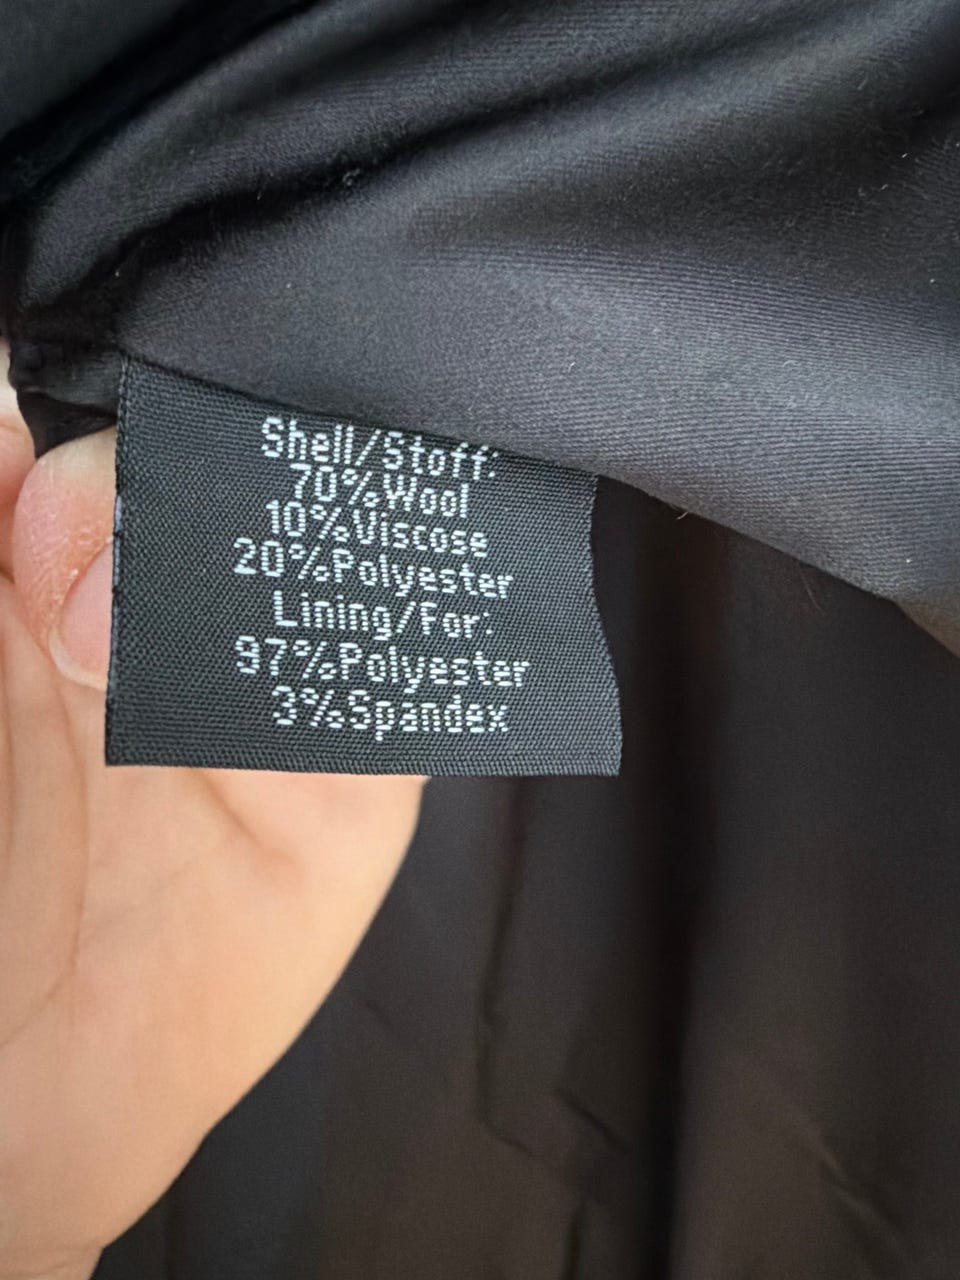 Shell/Stoff:
70%Wool
10%Viscose
20%Polyester
Lining/For:
97%Polyester
3%Spandex